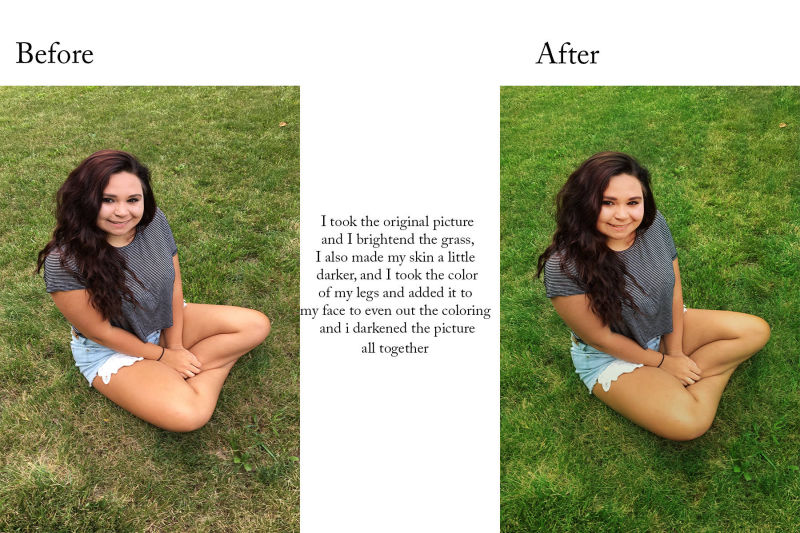 Before
After
I took the original picture
and I brightend the grass,
I also made my skin a little
darker, and I took the color
of my legs and added it to
my face to even out the coloring
and i darkened the picture
all together